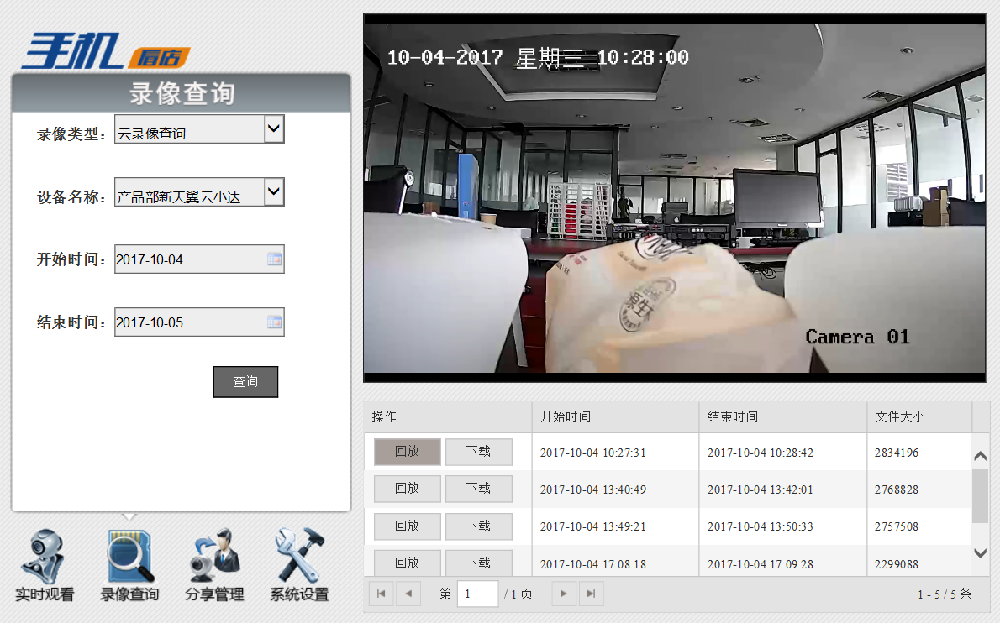 手机看店
录像查询
录像类型：云录像查询
设备名称：产品部新天翼云小达
开始时间：2017-10-04
结束时间：2017-10-05
查询
实时观看 录像查询 分享管理 系统设置
10-04-2017 星期三 10:28:00
Camera 01
操作 开始时间 结束时间 文件大小
回放 下载 2017-10-04 10:27:31 2017-10-04 10:28:42 2834196
回放 下载 2017-10-04 13:40:49 2017-10-04 13:42:01 2768828
回放 下载 2017-10-04 13:49:21 2017-10-04 13:50:33 2757508
回放 下载 2017-10-04 17:08:18 2017-10-04 17:09:28 2299088
第 1 / 1 页
1 - 5 / 5 条